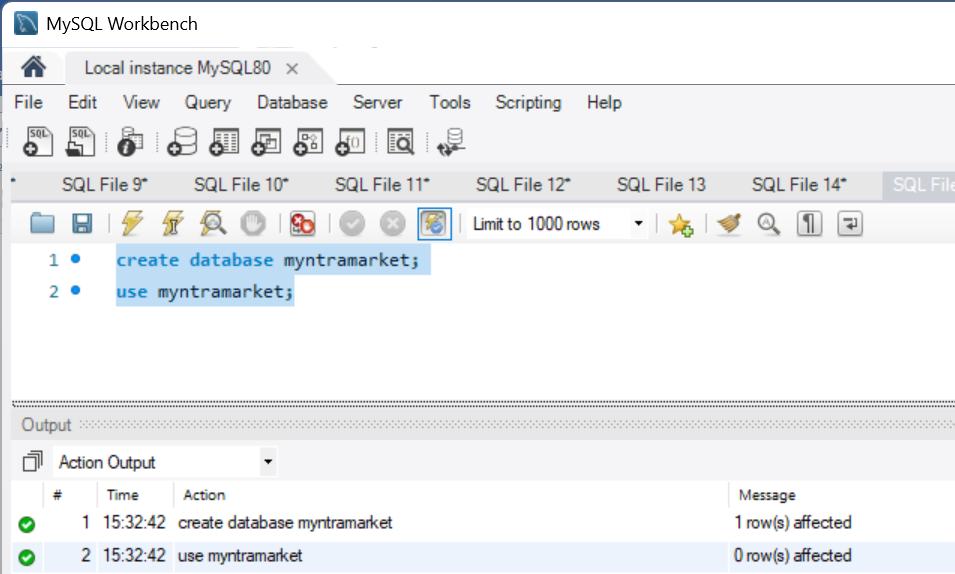 MySQL Workbench
Local instance MySQL80
File Edit View Query Database Server Tools Scripting Help
SQL SQL
* SQL File 9* SQL File 10* SQL File 11* SQL File 12* SQL File 13 SQL File 14* SQL File
Limit to 1000 rows
1 create database myntramarket;
2 use myntramarket;
Output
Action Output
# Time Action Message
1 15:32:42 create database myntramarket 1 row(s) affected
2 15:32:42 use myntramarket 0 row(s) affected